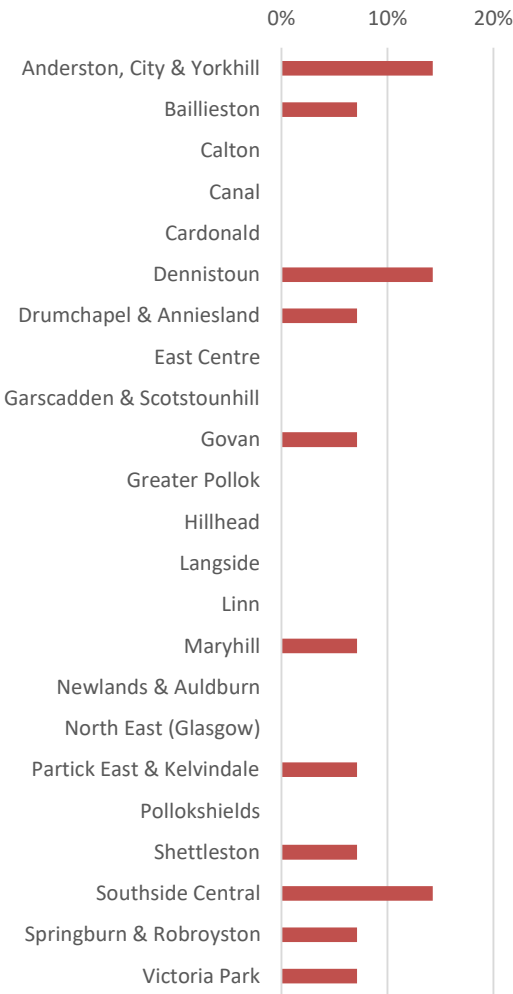 0% 10% 20%
Anderston, City & Yorkhill
Baillieston
Calton
Canal
Cardonald
Dennistoun
Drumchapel & Anniesland
East Centre
Garscadden & Scotstounhill
Govan
Greater Pollok
Hillhead
Langside
Linn
Maryhill
Newlands & Auldburn
North East (Glasgow)
Partick East & Kelvindale
Pollokshields
Shettleston
Southside Central
Springburn & Robroyston
Victoria Park